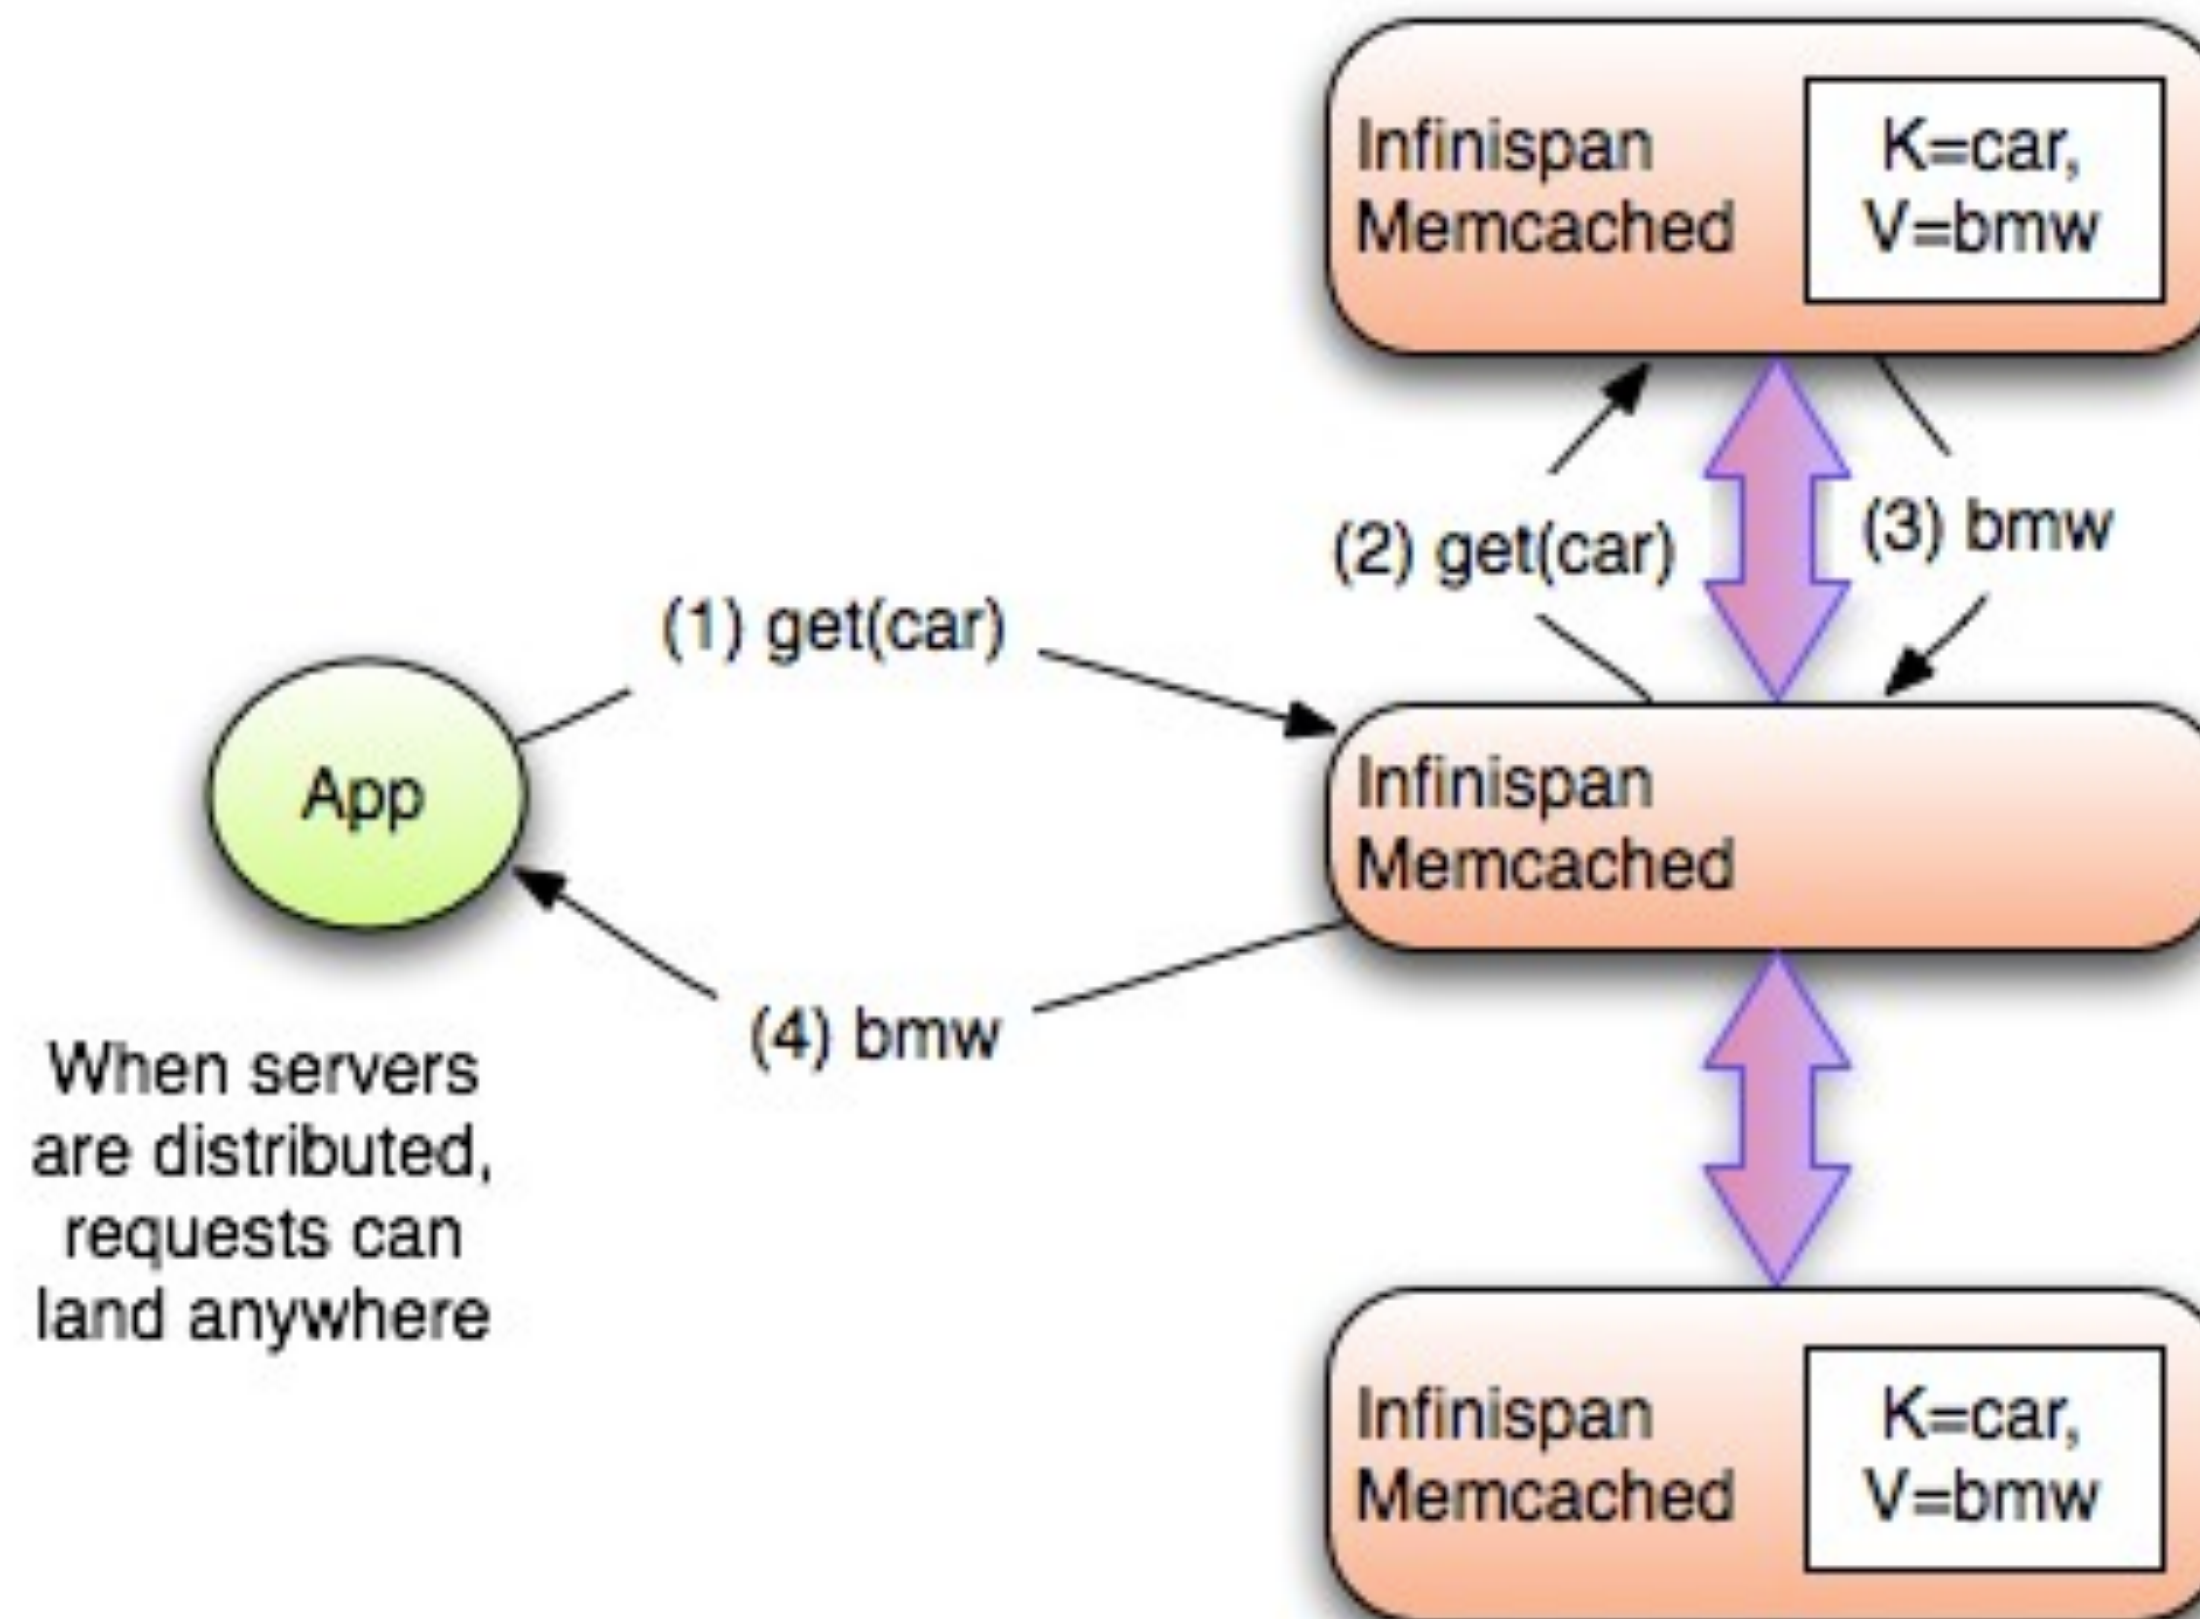 Infinispan
Memcached
K=car,
V=bmw
(2) get(car)
(3) bmw
(1) get(car)
App
Infinispan
Memcached
(4) bmw
When servers
are distributed,
requests can
land anywhere
Infinispan
Memcached
K=car,
V=bmw